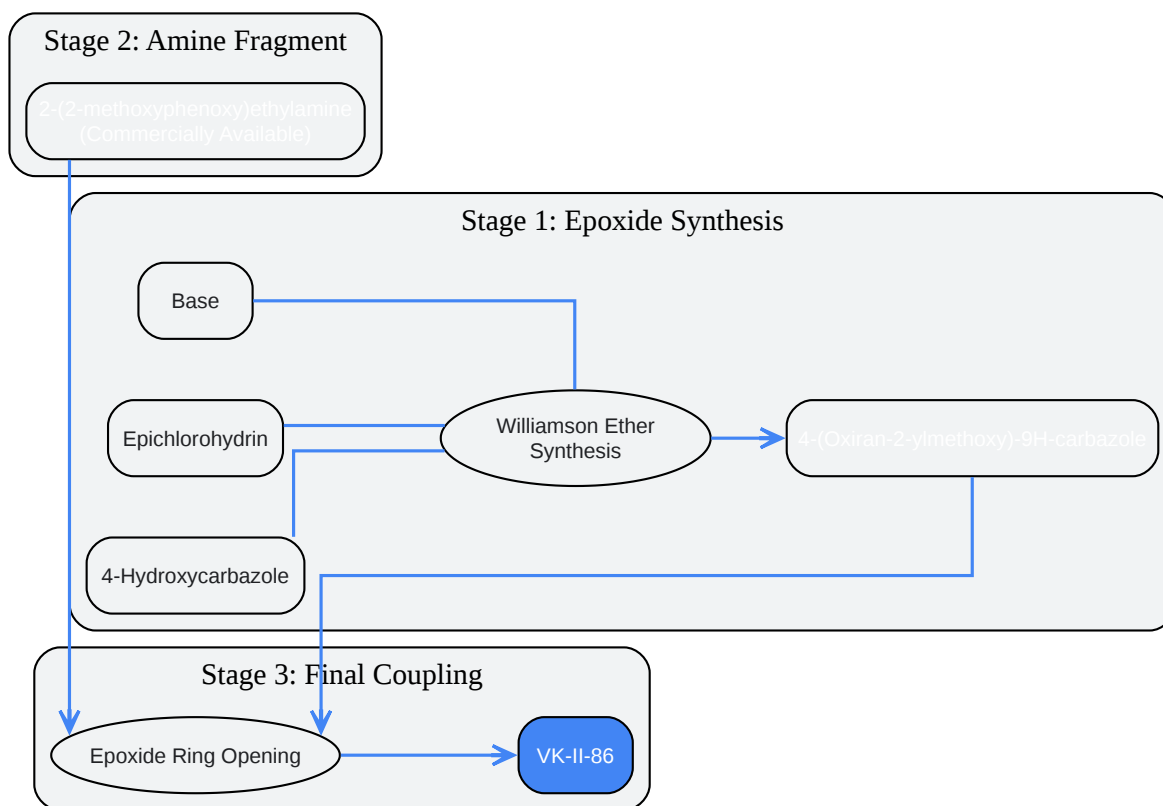 Stage 2: Amine Fragment
2-(2-methoxyphenoxy)ethylamine
(Commercially Available)
Stage 1: Epoxide Synthesis
Base
Epichlorohydrin
Williamson Ether
Synthesis
4-(Oxiran-2-ylmethoxy)-9H-carbazole
4-Hydroxycarbazole
Stage 3: Final Coupling
Epoxide Ring Opening
VK-II-86